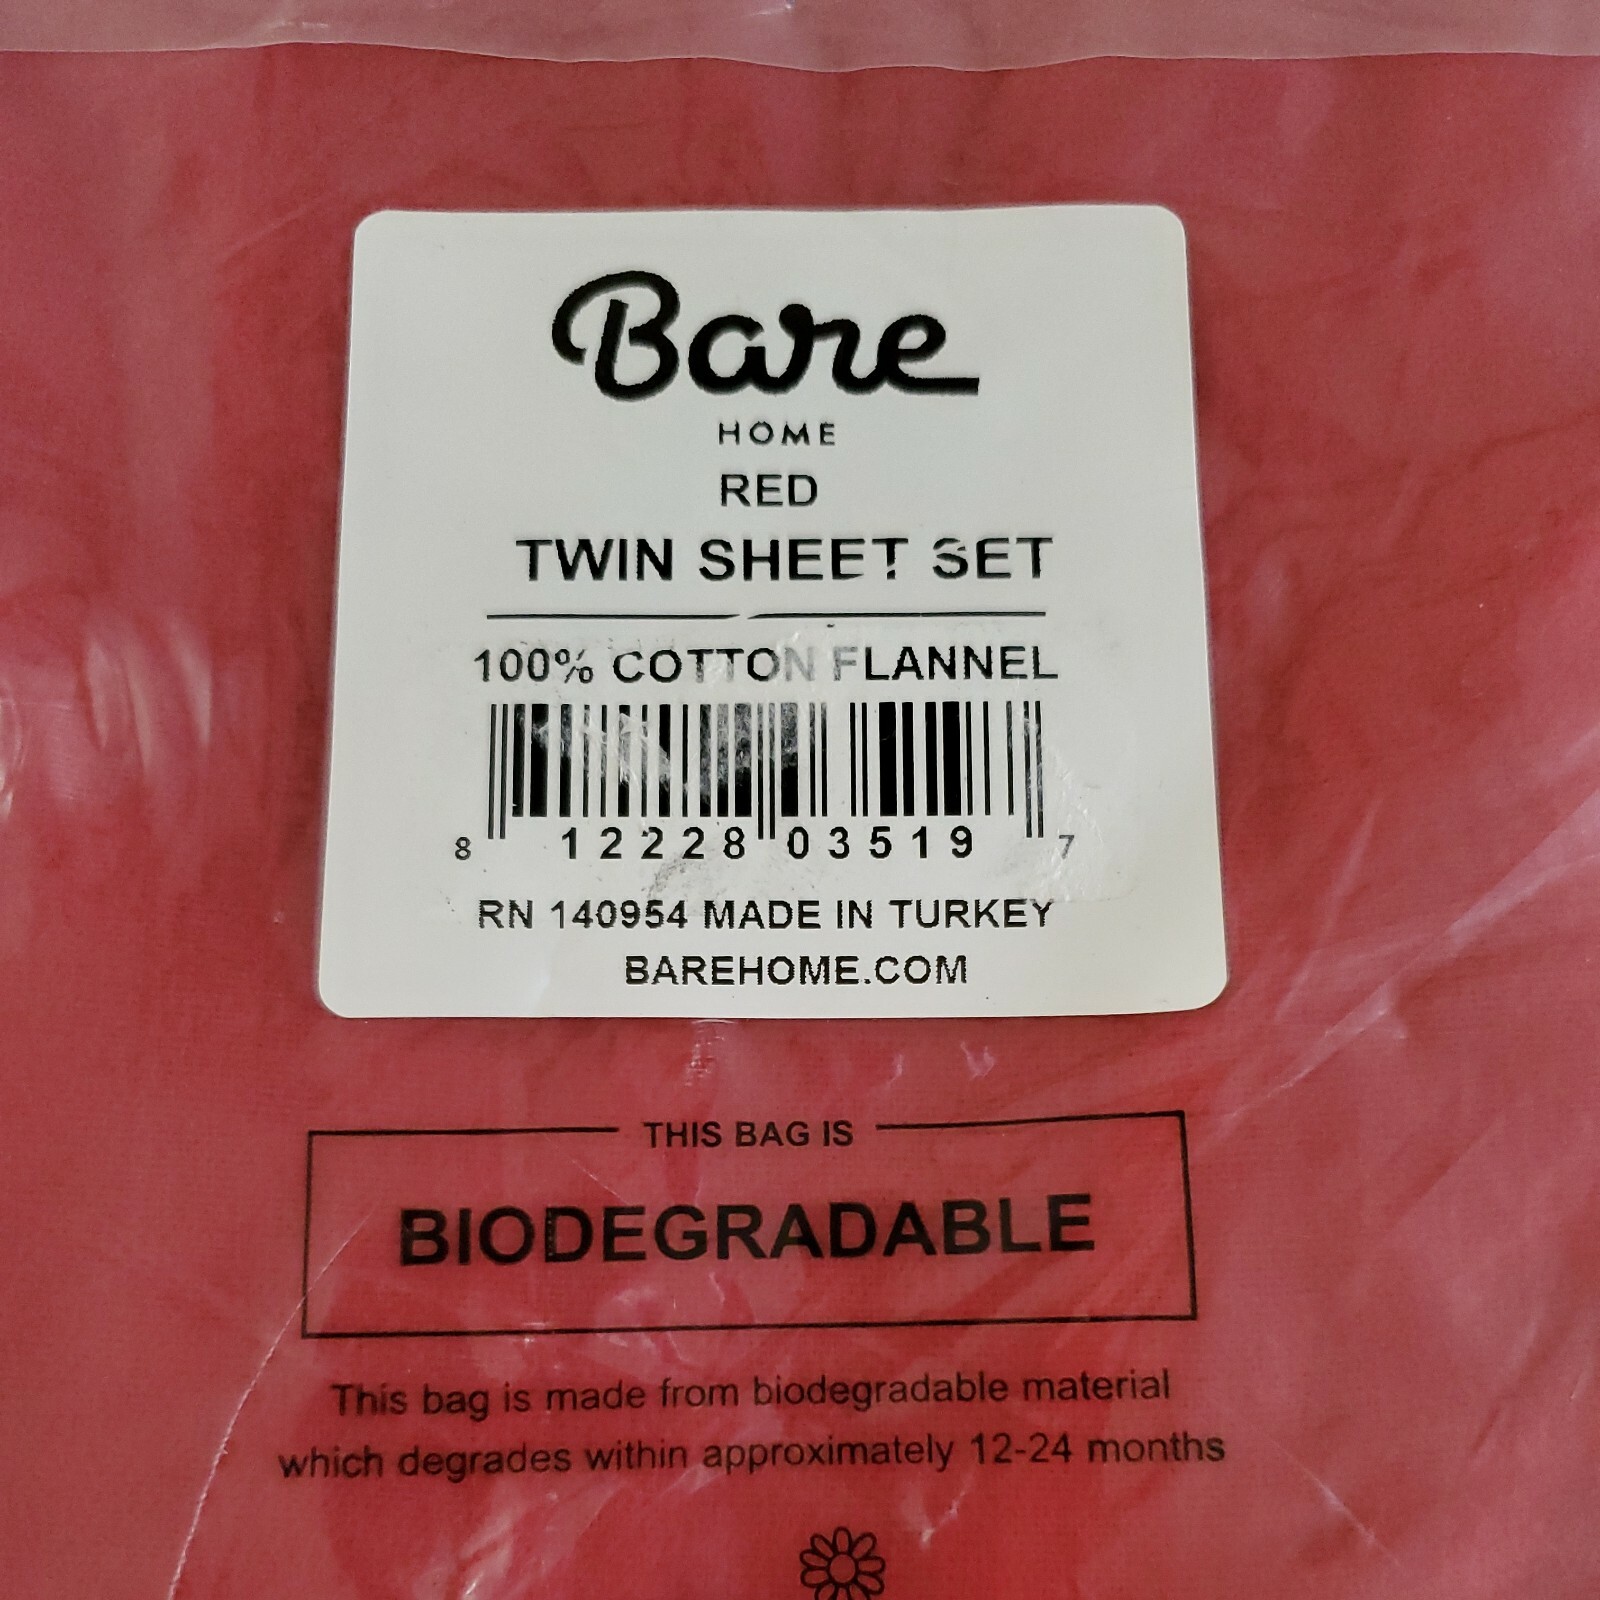 Bare
HOME
RED
TWIN SHEET SET
100% COTTON FLANNEL
8 12228 03519 7
RN 140954 MADE IN TURKEY
BAREHOME.COM
THIS BAG IS
BIODEGRADABLE
This bag is made from biodegradable material
which degrades within approximately 12-24 months